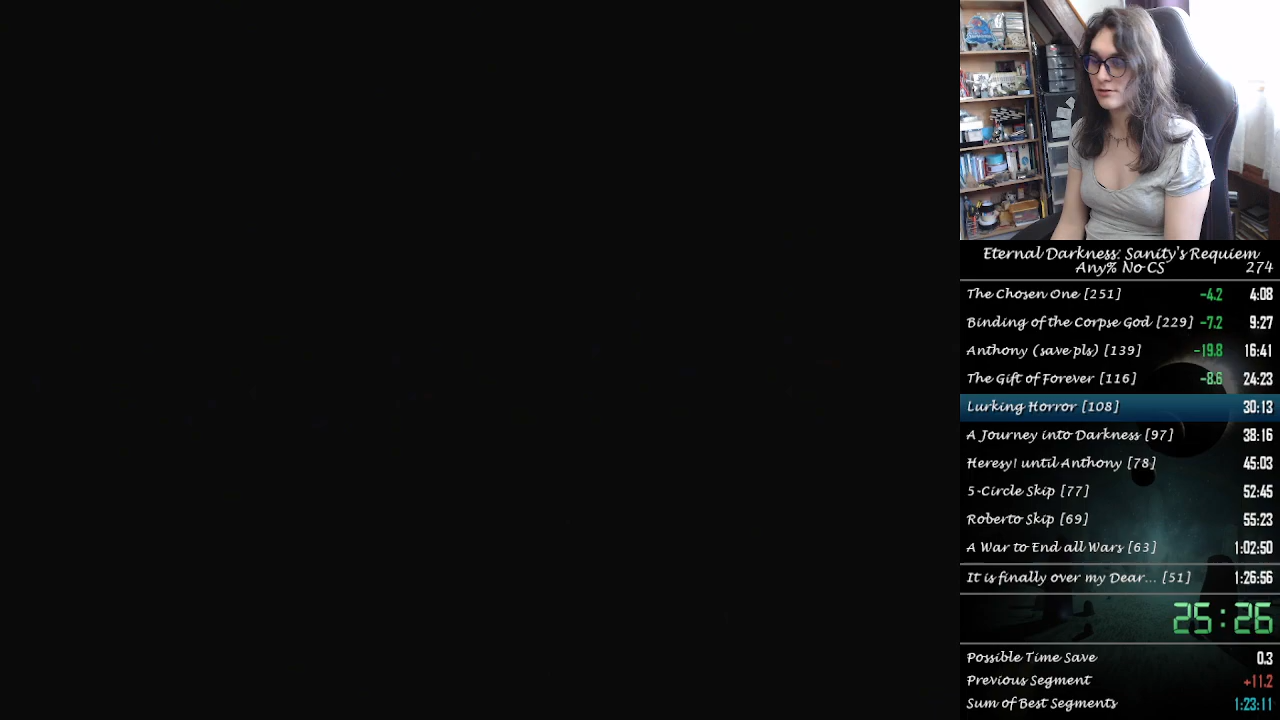 Eternal Darkness: Sanity's Requiem
Any% No CS 274
The Chosen One [251] -4.2 4:08
Binding of the Corpse God [229] -7.2 9:27
Anthony (save pls) [139] -19.8 16:41
The Gift of Forever [116] -8.6 24:23
Lurking Horror [108] 30:13
A Journey into Darkness [97] 38:16
Heresy! until Anthony [78] 45:03
5-Circle Skip [77] 52:45
Roberto Skip [69] 55:23
A War to End all Wars [63] 1:02:50
It is finally over my Dear... [51] 1:26:56
25:26
Possible Time Save 0.3
Previous Segment +11.2
Sum of Best Segments 1:23:11